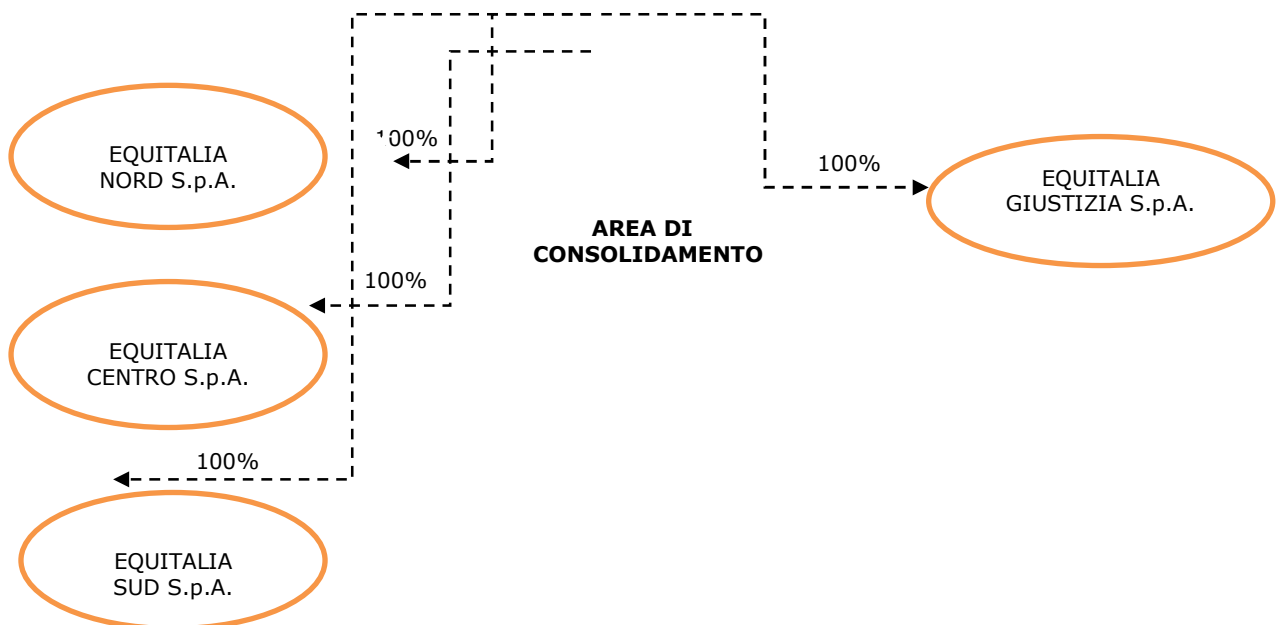 EQUITALIA
NORD S.p.A.
100%
100%
EQUITALIA
GIUSTIZIA S.p.A.
AREA DI
CONSOLIDAMENTO
100%
EQUITALIA
CENTRO S.p.A.
100%
EQUITALIA
SUD S.p.A.